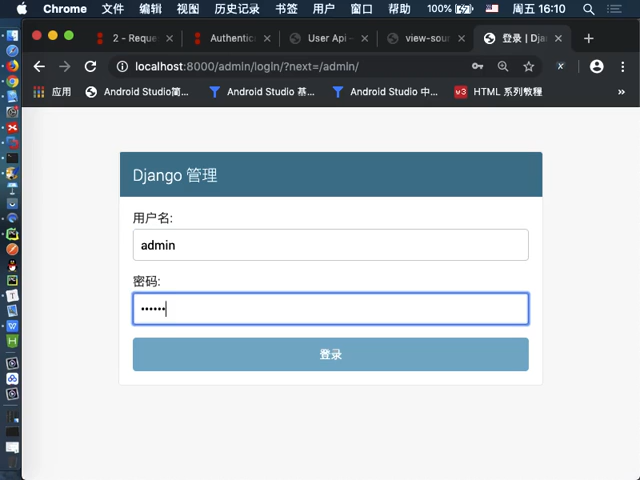 Chrome 文件 编辑 视图 历史记录 书签 用户 窗口 帮助 100% 周五 16:10
2 - Reque Authentic User Api – view-sour 登录 | Dja
localhost:8000/admin/login/?next=/admin/
应用 Android Studio简... Android Studio 基... Android Studio 中... v3 HTML 系列教程 »
Django 管理
用户名:
admin
密码:
••••••
登录